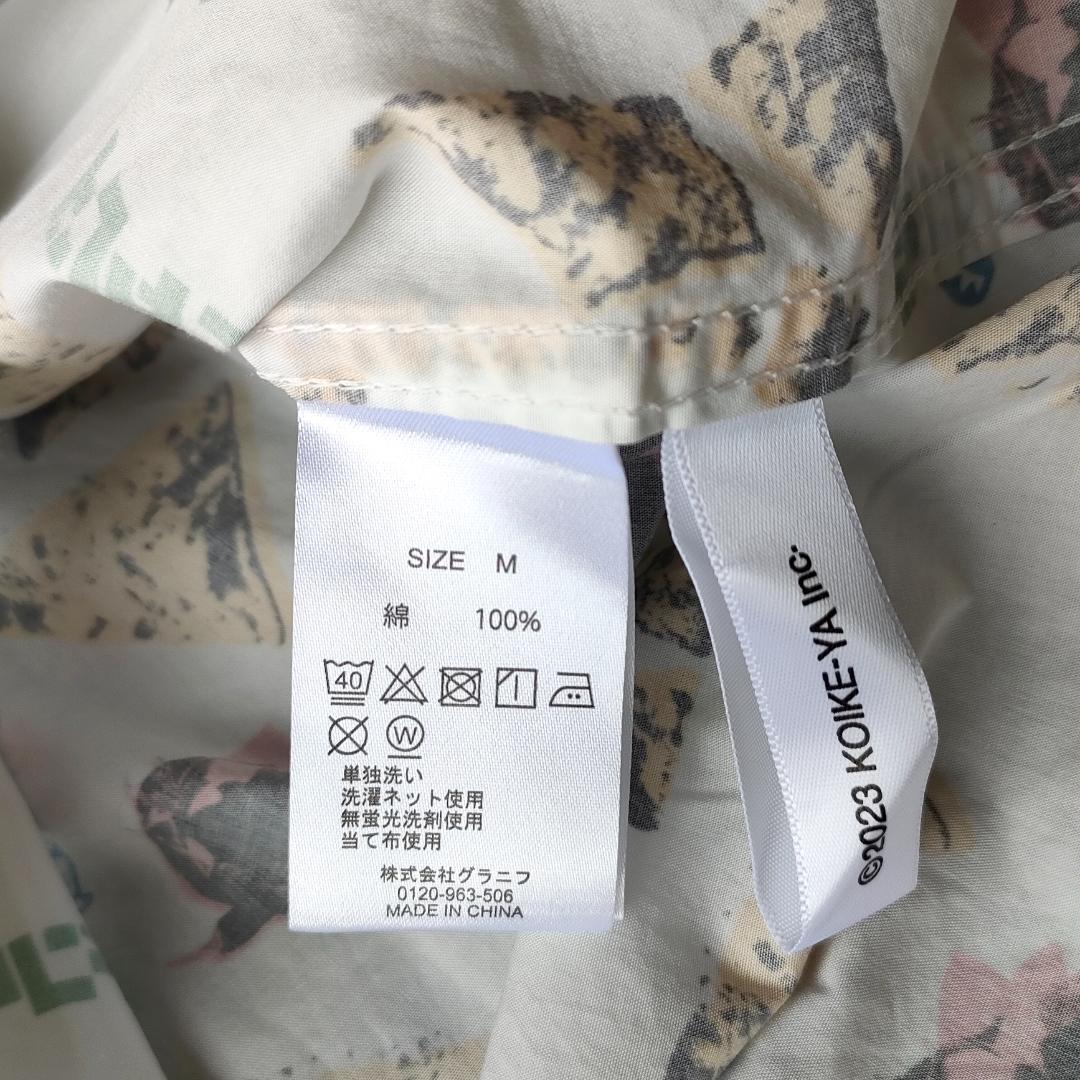 SIZE M
綿 100%
40
W
単独洗い
洗濯ネット使用
無蛍光洗剤使用
当て布使用
株式会社グラニフ
0120-963-506
MADE IN CHINA
©2023 KOIKE-YA Inc.